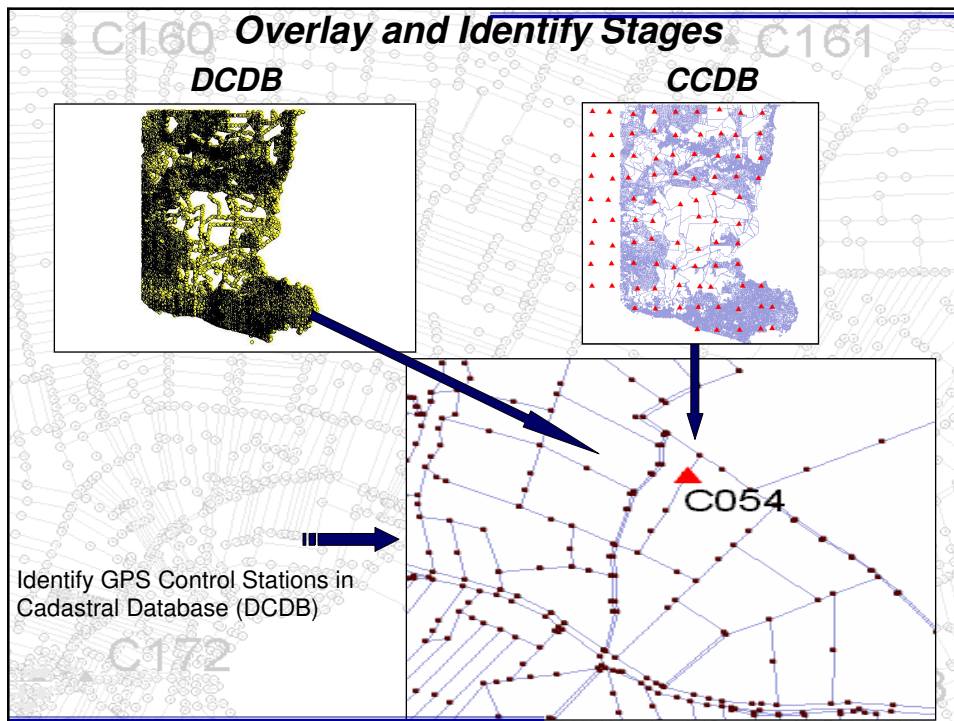 Overlay and Identify Stages
C160
C161
DCDB
CCDB
C054
Identify GPS Control Stations in
Cadastral Database (DCDB)
C172